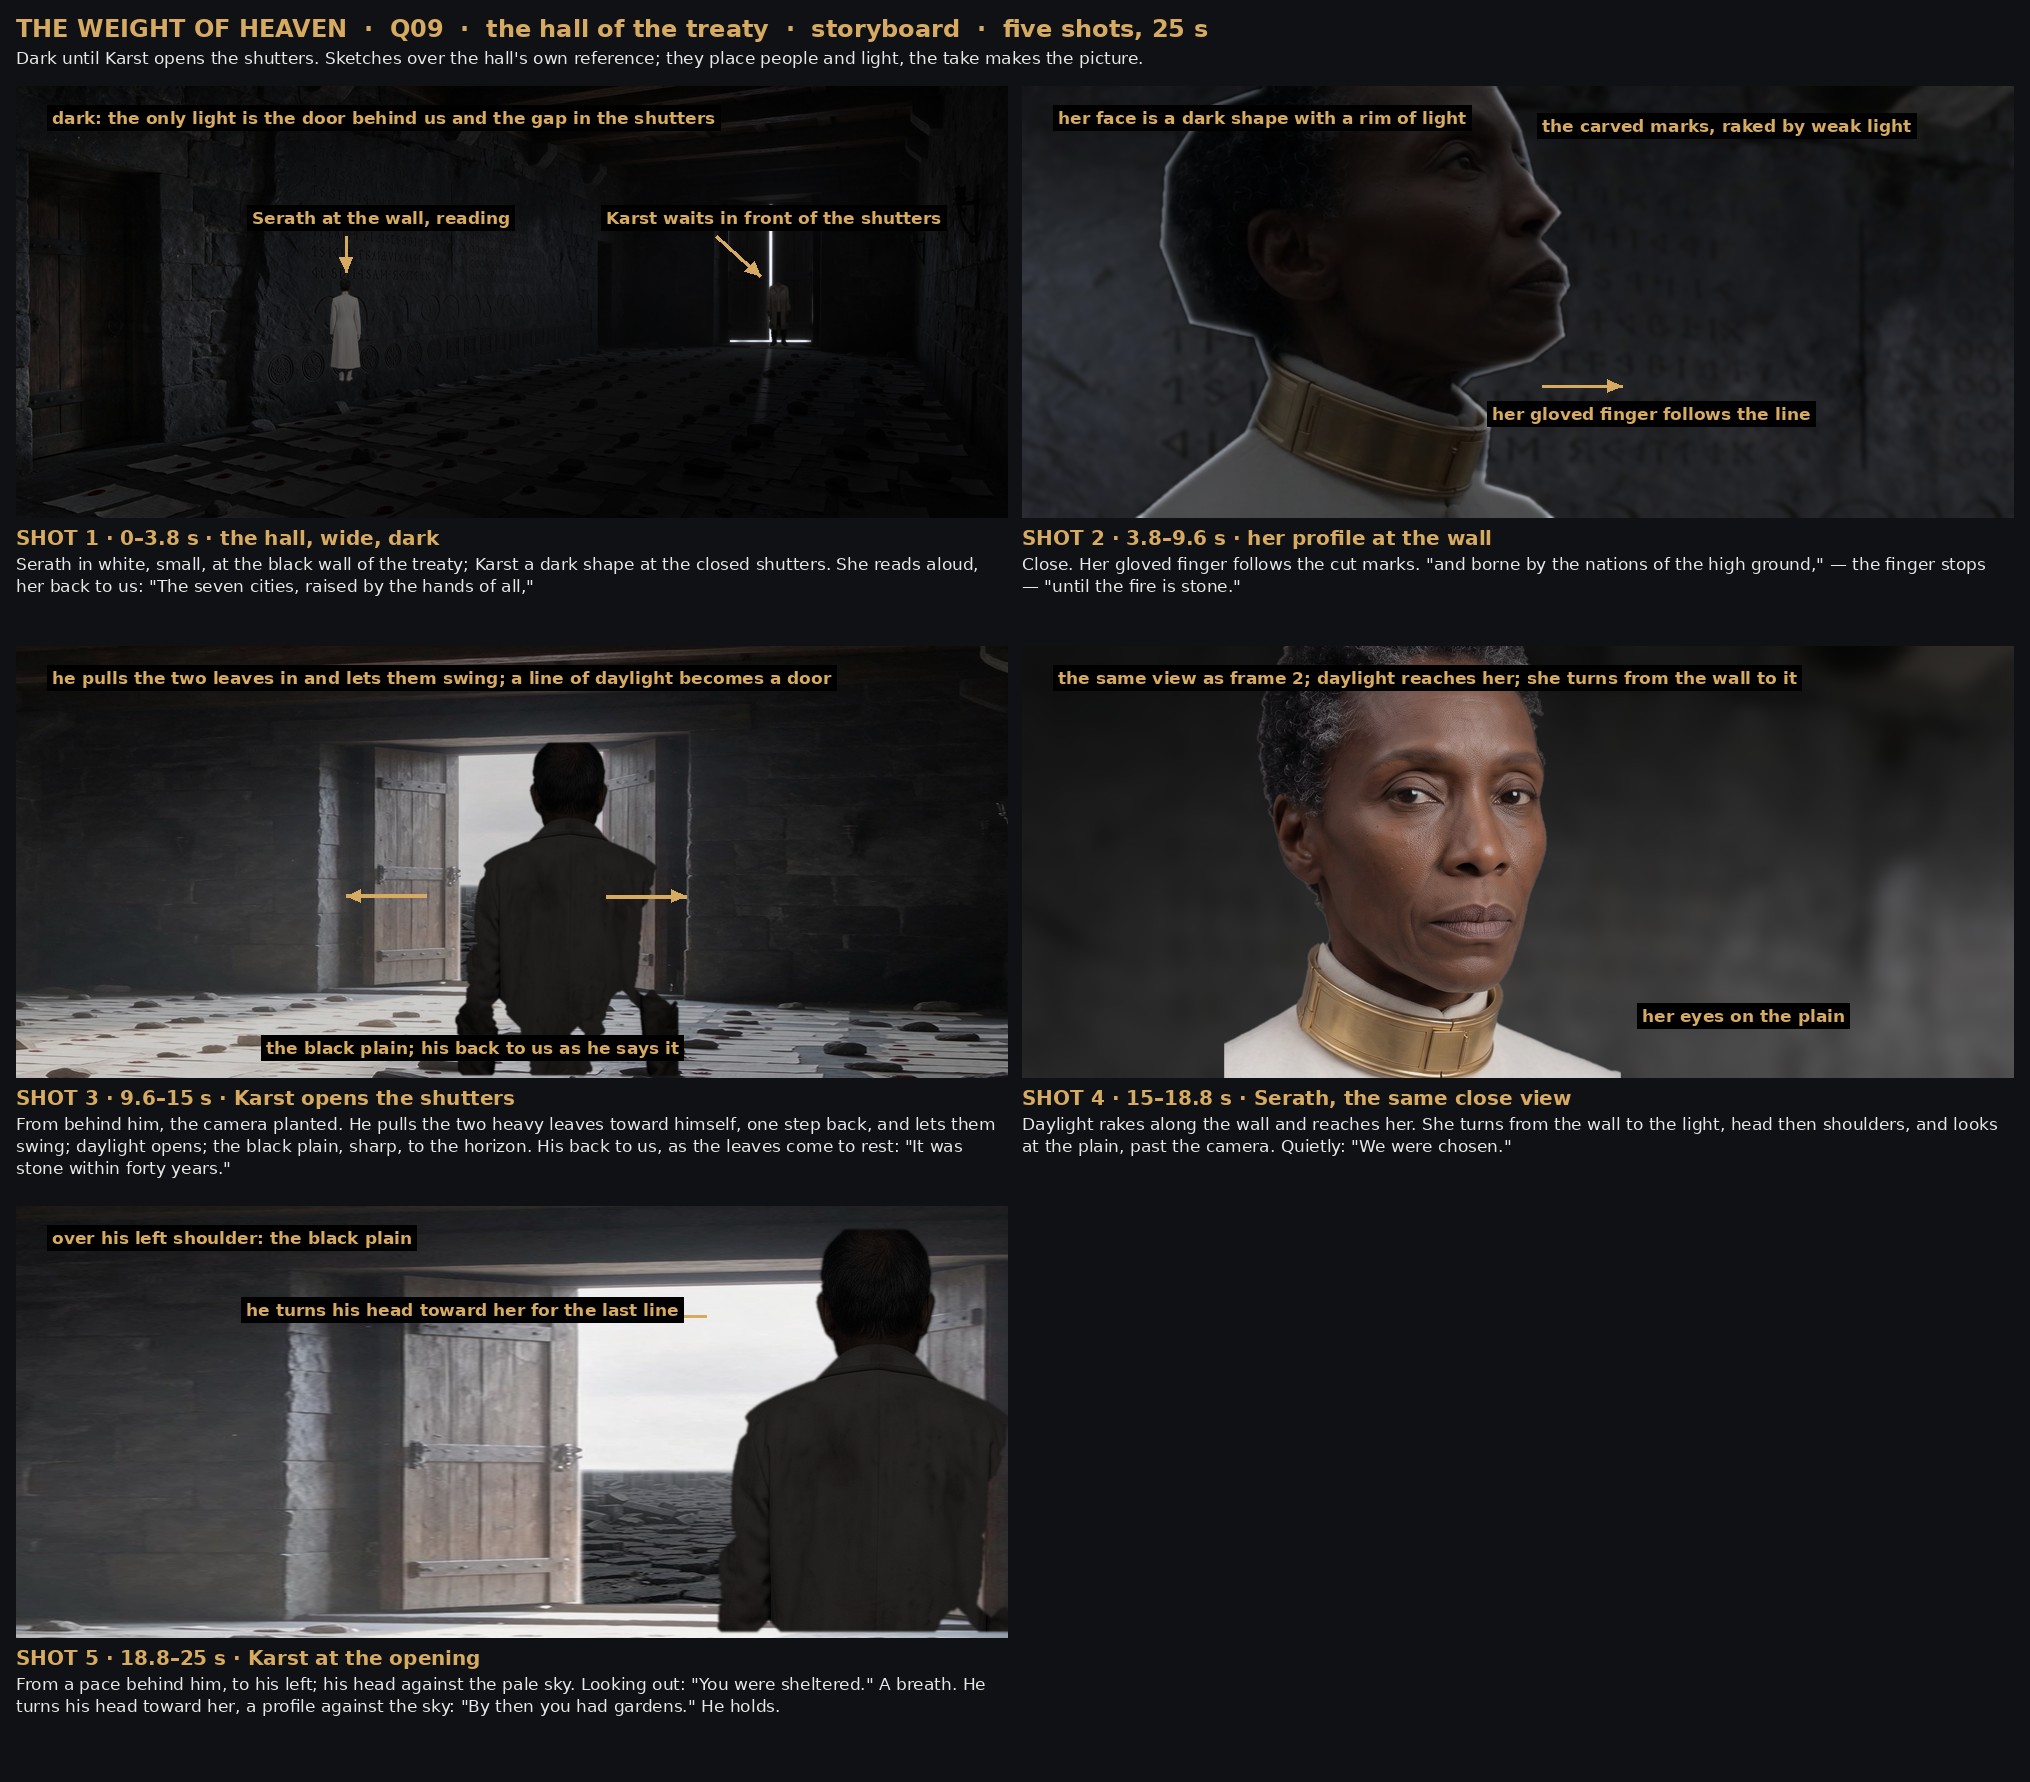 THE WEIGHT OF HEAVEN · Q09 · the hall of the treaty · storyboard · five shots, 25 s
Dark until Karst opens the shutters. Sketches over the hall's own reference; they place people and light, the take makes the picture.
dark: the only light is the door behind us and the gap in the shutters
Serath at the wall, reading
Karst waits in front of the shutters
SHOT 1 · 0–3.8 s · the hall, wide, dark
Serath in white, small, at the black wall of the treaty; Karst a dark shape at the closed shutters. She reads aloud,
her back to us: "The seven cities, raised by the hands of all,"
her face is a dark shape with a rim of light
the carved marks, raked by weak light
her gloved finger follows the line
SHOT 2 · 3.8–9.6 s · her profile at the wall
Close. Her gloved finger follows the cut marks. "and borne by the nations of the high ground," — the finger stops
— "until the fire is stone."
he pulls the two leaves in and lets them swing; a line of daylight becomes a door
the black plain; his back to us as he says it
SHOT 3 · 9.6–15 s · Karst opens the shutters
From behind him, the camera planted. He pulls the two heavy leaves toward himself, one step back, and lets them
swing; daylight opens; the black plain, sharp, to the horizon. His back to us, as the leaves come to rest: "It was
stone within forty years."
the same view as frame 2; daylight reaches her; she turns from the wall to it
her eyes on the plain
SHOT 4 · 15–18.8 s · Serath, the same close view
Daylight rakes along the wall and reaches her. She turns from the wall to the light, head then shoulders, and looks
at the plain, past the camera. Quietly: "We were chosen."
over his left shoulder: the black plain
he turns his head toward her for the last line
SHOT 5 · 18.8–25 s · Karst at the opening
From a pace behind him, to his left; his head against the pale sky. Looking out: "You were sheltered." A breath. He
turns his head toward her, a profile against the sky: "By then you had gardens." He holds.